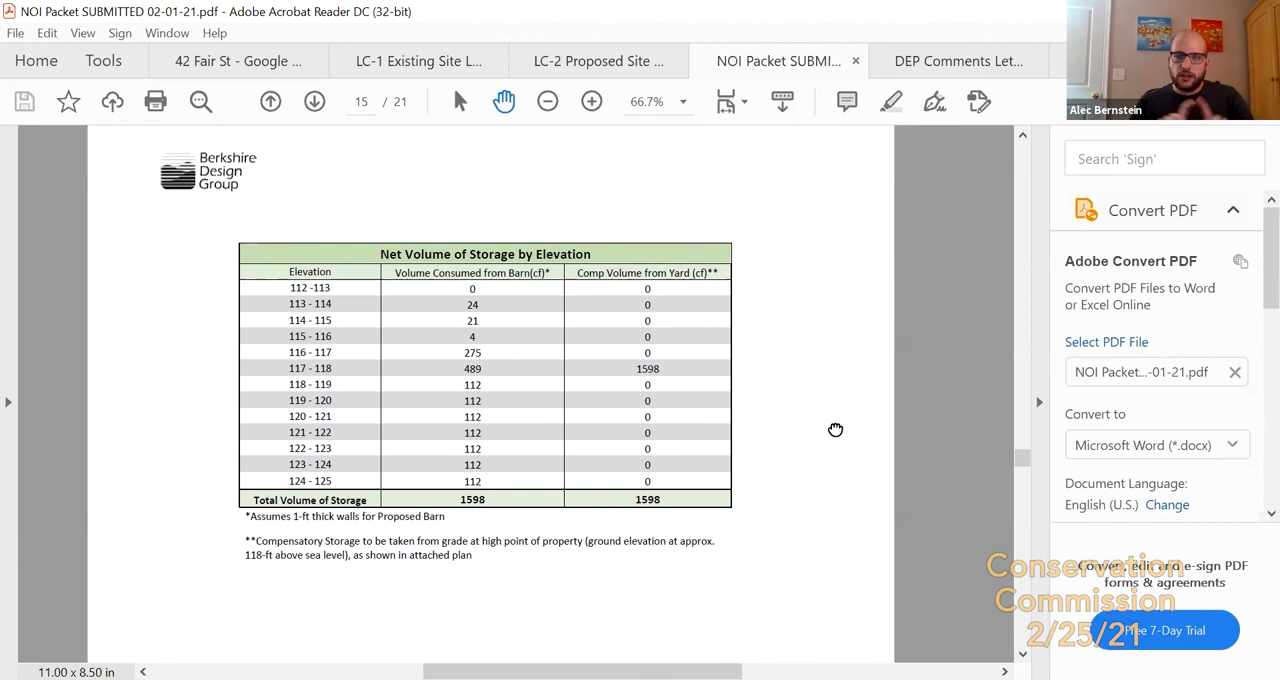 NOI Packet SUBMITTED 02-01-21.pdf - Adobe Acrobat Reader DC (32-bit)
File Edit View Sign Window Help
Home Tools 42 Fair St - Google ... LC-1 Existing Site L... LC-2 Proposed Site ... NOI Packet SUBMI... × DEP Comments Let...
15 / 21 66.7%
Alec Bernstein
Berkshire
Design
Group
Net Volume of Storage by Elevation
Elevation Volume Consumed from Barn(cf)* Comp Volume from Yard (cf)**
112 -113 0 0
113 - 114 24 0
114 - 115 21 0
115 - 116 4 0
116 - 117 275 0
117 - 118 489 1598
118 - 119 112 0
119 - 120 112 0
120 - 121 112 0
121 - 122 112 0
122 - 123 112 0
123 - 124 112 0
124 - 125 112 0
Total Volume of Storage 1598 1598
*Assumes 1-ft thick walls for Proposed Barn
**Compensatory Storage to be taken from grade at high point of property (ground elevation at approx.
118-ft above sea level), as shown in attached plan
11.00 x 8.50 in
Search 'Sign'
Convert PDF
Adobe Convert PDF
Convert PDF Files to Word
or Excel Online
Select PDF File
NOI Packet...-01-21.pdf
Convert to
Microsoft Word (*.docx)
Document Language:
English (U.S.) Change
Convert, edit and e-sign PDF
forms & agreements
Free 7-Day Trial
Conservation
Commission
2/25/21